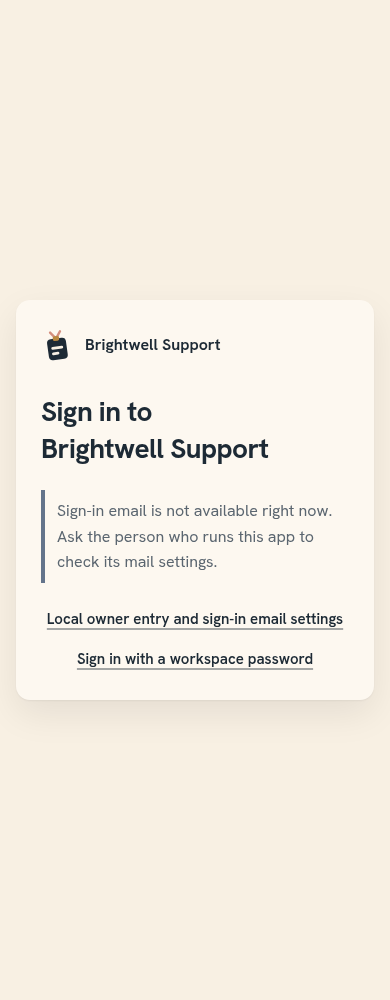 Brightwell Support
Sign in to
Brightwell Support
Sign-in email is not available right now.
Ask the person who runs this app to
check its mail settings.
Local owner entry and sign-in email settings
Sign in with a workspace password